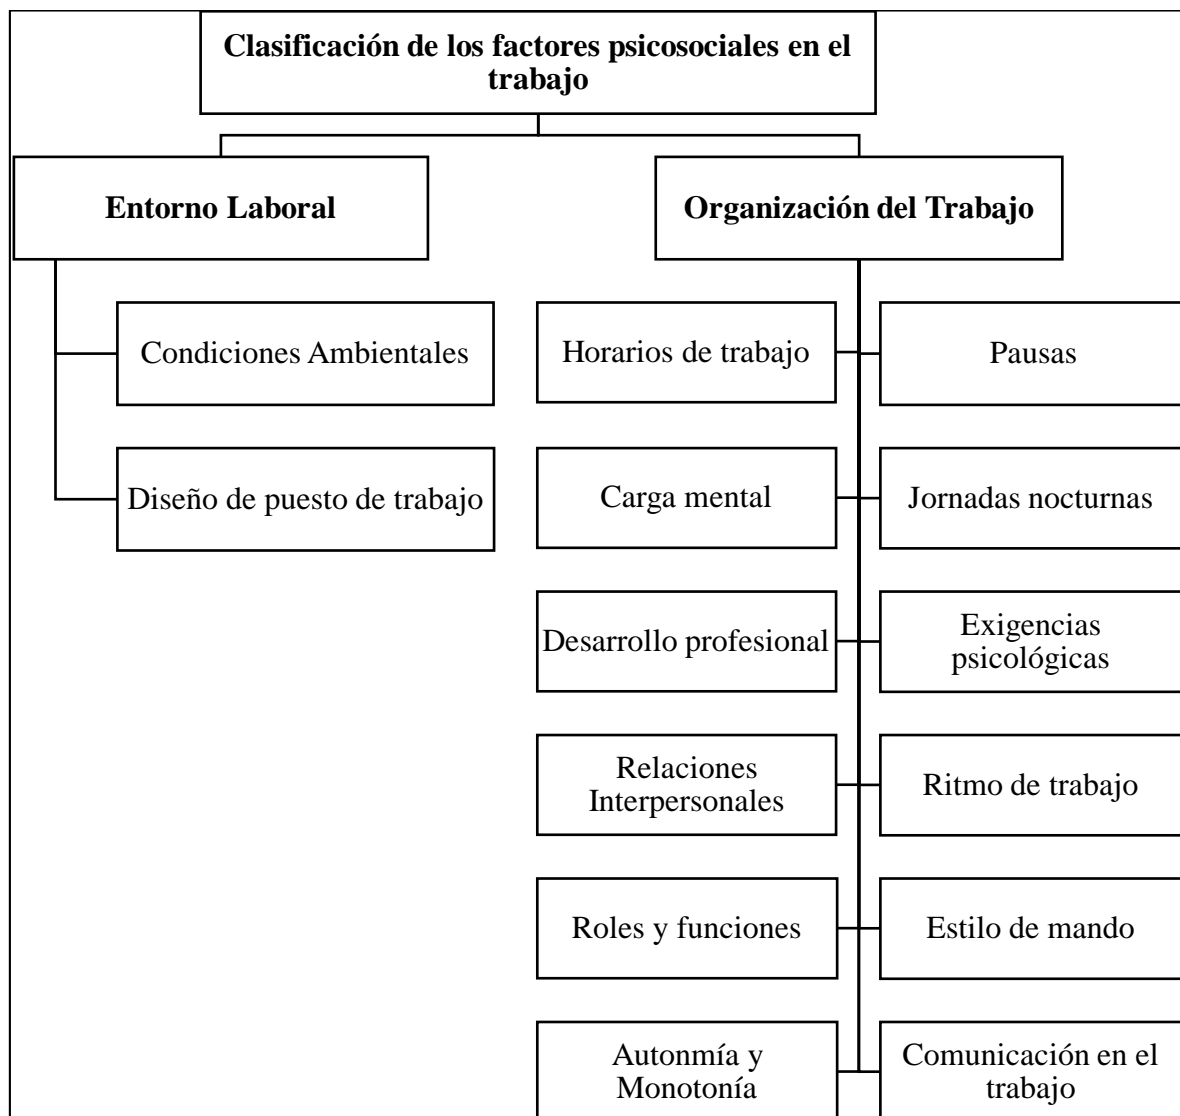 Clasificación de los factores psicosociales en el
trabajo
Entorno Laboral
Organización del Trabajo
Condiciones Ambientales
Diseño de puesto de trabajo
Horarios de trabajo
Pausas
Carga mental
Jornadas nocturnas
Desarrollo profesional
Exigencias
psicológicas
Relaciones
Interpersonales
Ritmo de trabajo
Roles y funciones
Estilo de mando
Autonmía y
Monotonía
Comunicación en el
trabajo